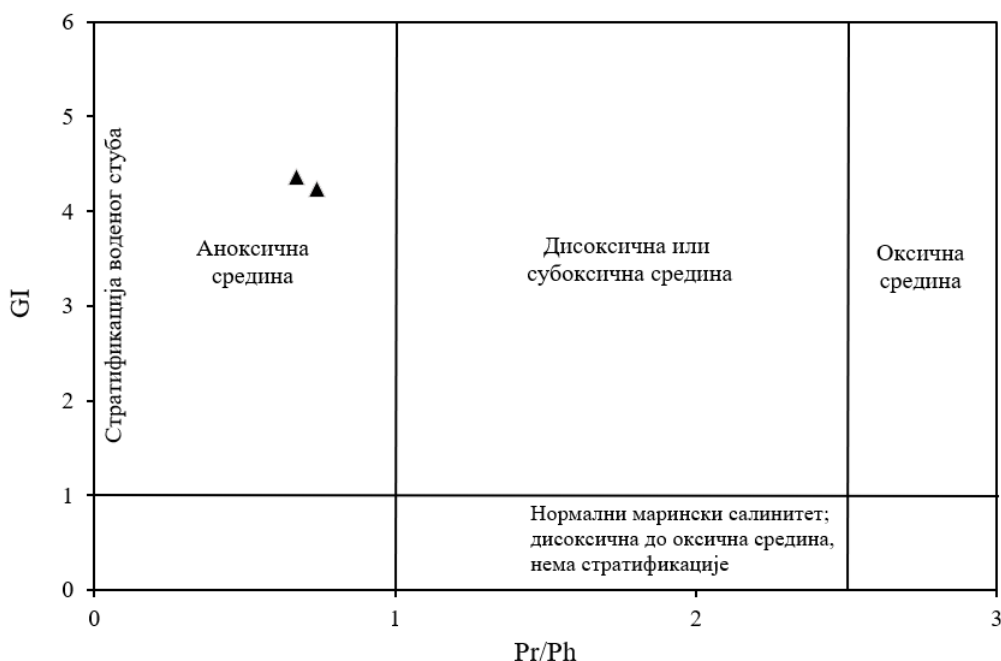 6
5
4
3
2
1
0
GI
Стратификација воденог стуба
Аноксична
средина
Дисоксична или
субоксична средина
Оксична
средина
Нормални марински салинитет;
дисоксична до оксична средина,
нема стратификације
0
1
2
3
Pr/Ph